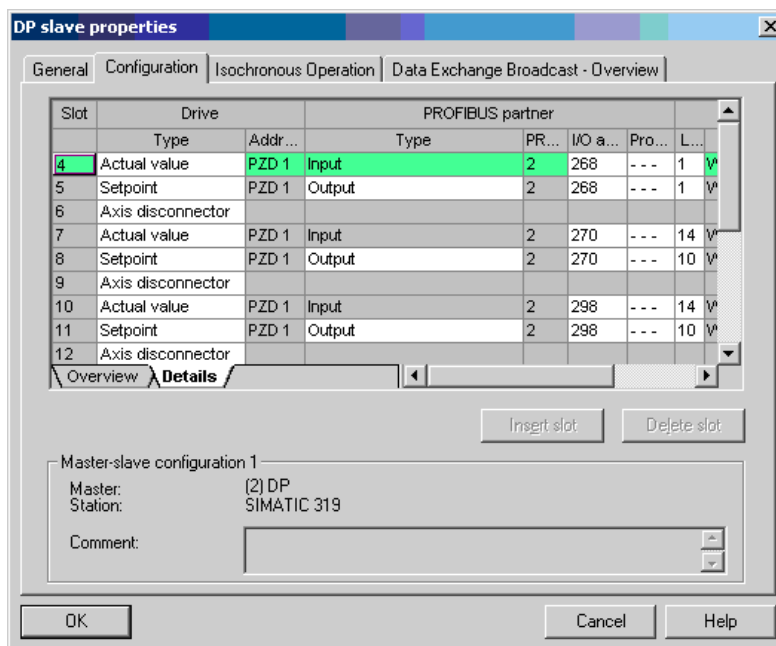 DP slave properties
General Configuration Isochronous Operation Data Exchange Broadcast - Overview
Slot Drive PROFIBUS partner
Type Addr... Type PR... I/O a... Pro... L...
4 Actual value PZD 1 Input 2 268 - - - 1
5 Setpoint PZD 1 Output 2 268 - - - 1
6 Axis disconnector
7 Actual value PZD 1 Input 2 270 - - - 14
8 Setpoint PZD 1 Output 2 270 - - - 10
9 Axis disconnector
10 Actual value PZD 1 Input 2 298 - - - 14
11 Setpoint PZD 1 Output 2 298 - - - 10
12 Axis disconnector
Overview Details
Insert slot Delete slot
Master-slave configuration 1
Master: (2) DP
Station: SIMATIC 319
Comment:
OK Cancel Help